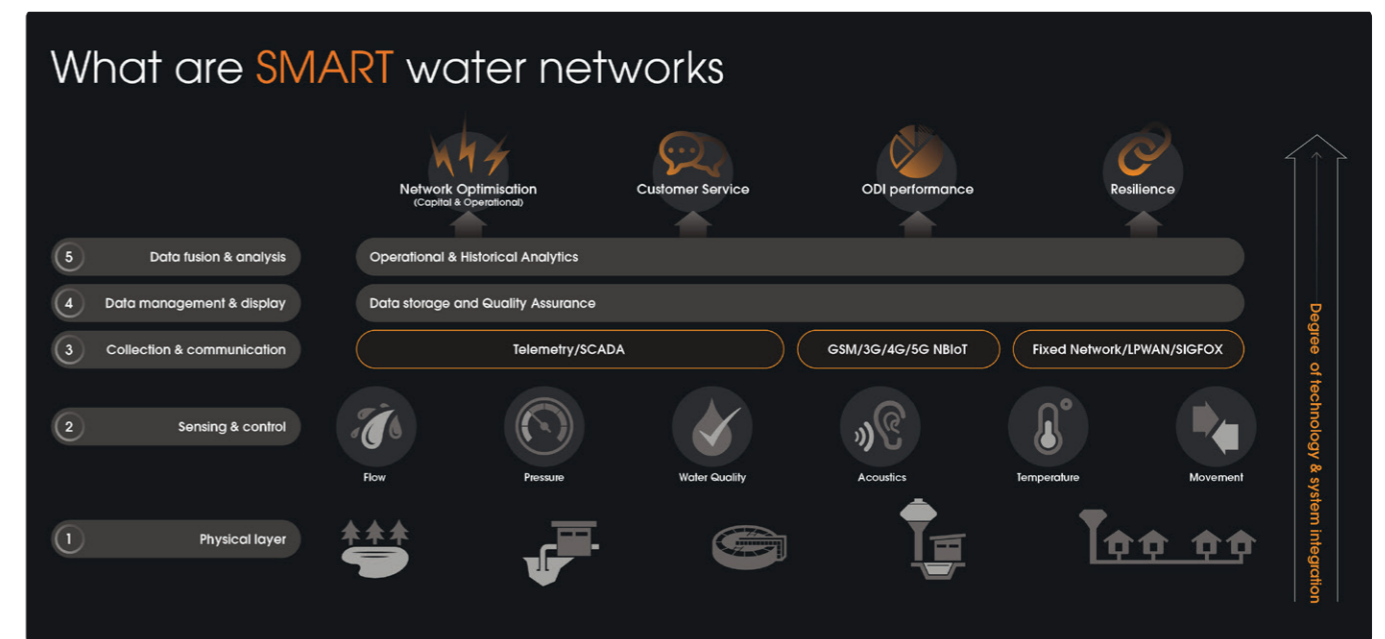 What are SMART water networks
Network Optimisation
(Capital & Operational)
Customer Service
ODI performance
Resilience
5 Data fusion & analysis
Operational & Historical Analytics
4 Data management & display
Data storage and Quality Assurance
3 Collection & communication
Telemetry/SCADA
GSM/3G/4G/5G NBIoT
Fixed Network/LPWAN/SIGFOX
2 Sensing & control
Flow
Pressure
Water Quality
Acoustics
Temperature
Movement
1 Physical layer
Degree of technology & system integration